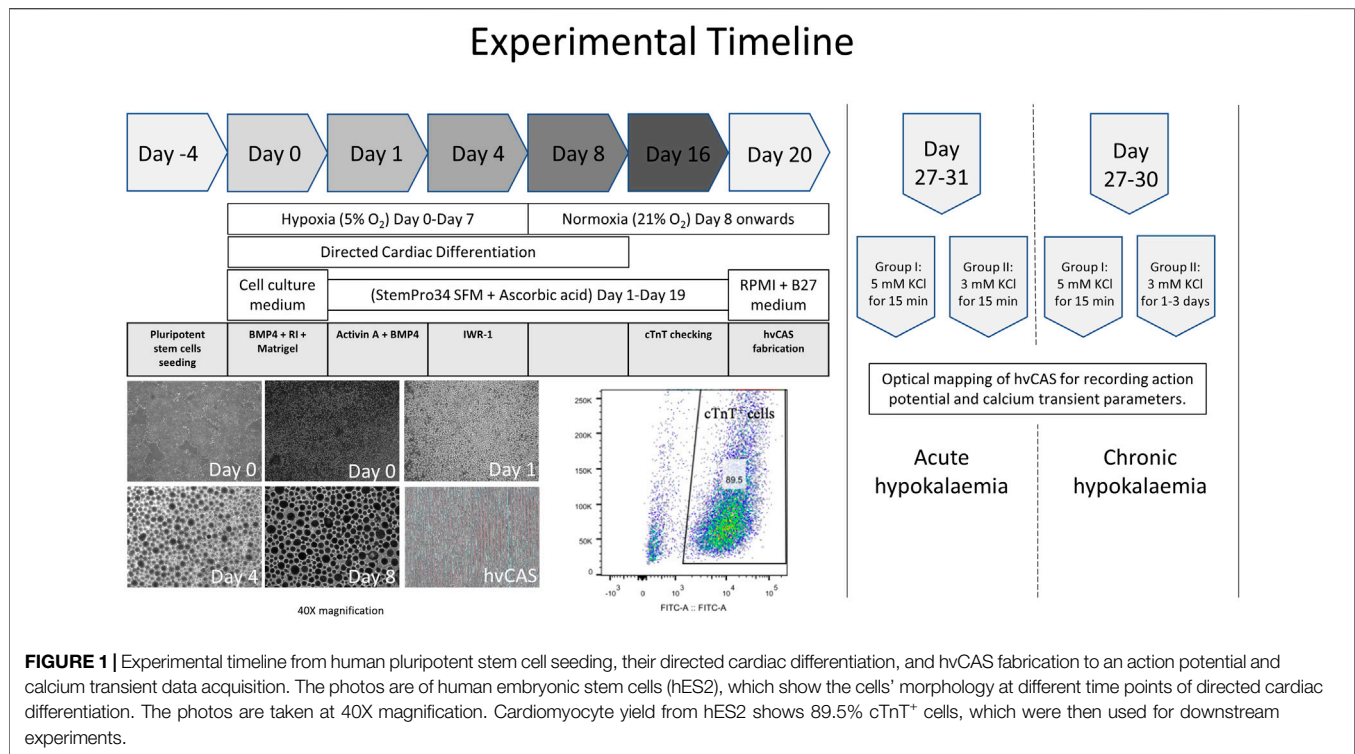 Experimental Timeline
Day -4
Day 0
Day 1
Day 4
Day 8
Day 16
Day 20
Hypoxia (5% O₂) Day 0-Day 7
Normoxia (21% O₂) Day 8 onwards
Directed Cardiac Differentiation
Cell culture
medium
(StemPro34 SFM + Ascorbic acid) Day 1-Day 19
RPMI + B27
medium
Pluripotent
stem cells
seeding
BMP4 + RI +
Matrigel
Activin A + BMP4
IWR-1
cTnT checking
hvCAS
fabrication
Day 0
Day 0
Day 1
Day 4
Day 8
hvCAS
40X magnification
cTnT⁺ cells
89.5
250K
200K
150K
100K
50K
0
-10³
0
10³
10⁴
10⁵
FITC-A :: FITC-A
Day
27-31
Day
27-30
Group I:
5 mM KCl
for 15 min
Group II:
3 mM KCl
for 15 min
Group I:
5 mM KCl
for 15 min
Group II:
3 mM KCl
for 1-3 days
Optical mapping of hvCAS for recording action
potential and calcium transient parameters.
Acute
hypokalaemia
Chronic
hypokalaemia
FIGURE 1 | Experimental timeline from human pluripotent stem cell seeding, their directed cardiac differentiation, and hvCAS fabrication to an action potential and
calcium transient data acquisition. The photos are of human embryonic stem cells (hES2), which show the cells' morphology at different time points of directed cardiac
differentiation. The photos are taken at 40X magnification. Cardiomyocyte yield from hES2 shows 89.5% cTnT⁺ cells, which were then used for downstream
experiments.